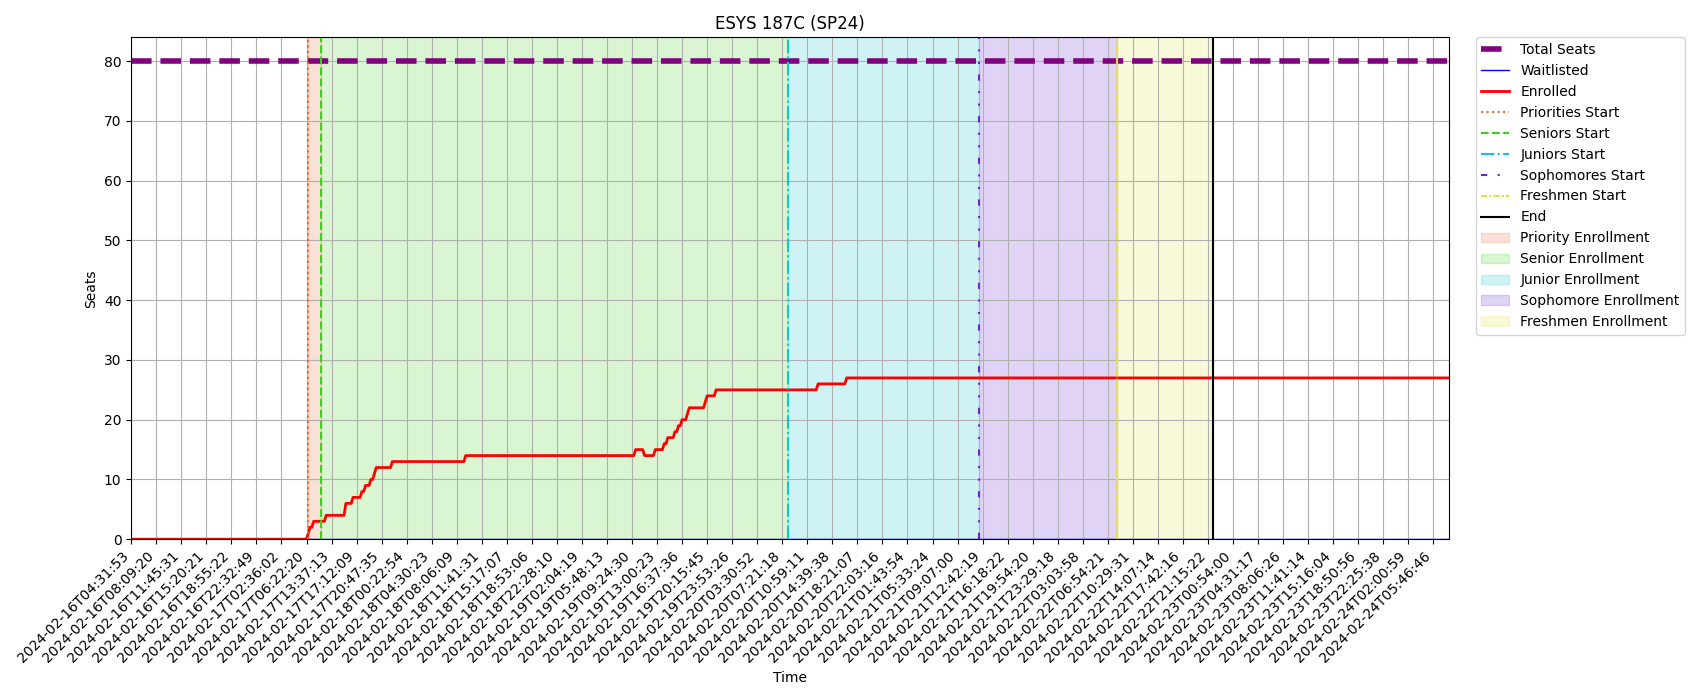 ESYS 187C (SP24)
80
70
60
50
40
30
20
10
0
Seats
2024-02-16T04:31:53
2024-02-16T08:09:20
2024-02-16T11:45:31
2024-02-16T15:20:21
2024-02-16T18:55:22
2024-02-16T22:32:49
2024-02-17T02:36:02
2024-02-17T06:22:20
2024-02-17T13:37:13
2024-02-17T17:12:09
2024-02-17T20:47:35
2024-02-18T00:22:54
2024-02-18T04:30:23
2024-02-18T08:06:09
2024-02-18T11:41:31
2024-02-18T15:17:07
2024-02-18T18:53:06
2024-02-18T22:28:10
2024-02-19T02:04:19
2024-02-19T05:48:13
2024-02-19T09:24:30
2024-02-19T13:00:23
2024-02-19T16:37:36
2024-02-19T20:15:45
2024-02-19T23:53:26
2024-02-20T03:30:52
2024-02-20T07:21:18
2024-02-20T10:59:11
2024-02-20T14:39:38
2024-02-20T18:21:07
2024-02-20T22:03:16
2024-02-21T01:43:54
2024-02-21T05:33:24
2024-02-21T09:07:00
2024-02-21T12:42:19
2024-02-21T16:18:22
2024-02-21T19:54:20
2024-02-21T23:29:18
2024-02-22T03:03:58
2024-02-22T06:54:21
2024-02-22T10:29:31
2024-02-22T14:07:14
2024-02-22T17:42:16
2024-02-22T21:15:22
2024-02-23T00:54:00
2024-02-23T04:31:17
2024-02-23T08:06:26
2024-02-23T11:41:14
2024-02-23T15:16:04
2024-02-23T18:50:56
2024-02-23T22:25:38
2024-02-24T02:00:59
2024-02-24T05:46:46
Time
Total Seats
Waitlisted
Enrolled
Priorities Start
Seniors Start
Juniors Start
Sophomores Start
Freshmen Start
End
Priority Enrollment
Senior Enrollment
Junior Enrollment
Sophomore Enrollment
Freshmen Enrollment